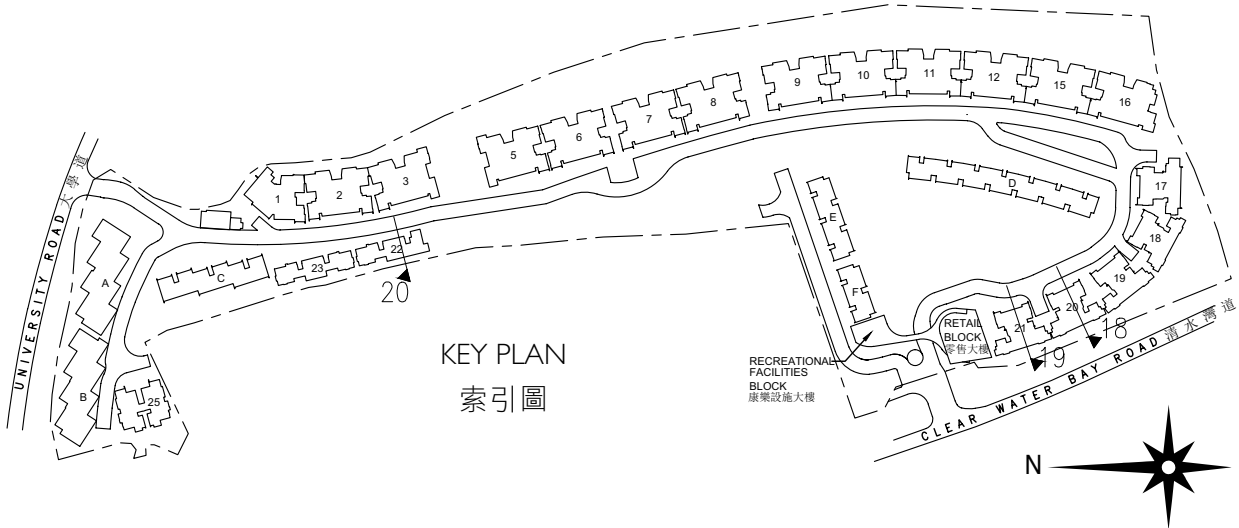 9
10
11
12
15
16
8
7
6
5
3
2
1
17
18
19
20
21
D
E
F
C
23
22
A
B
25
20
19
18
UNIVERSITY ROAD 大學道
KEY PLAN
索引圖
RETAIL
BLOCK
零售大樓
RECREATIONAL
FACILITIES
BLOCK
康樂設施大樓
CLEAR WATER BAY ROAD 清水灣道
N